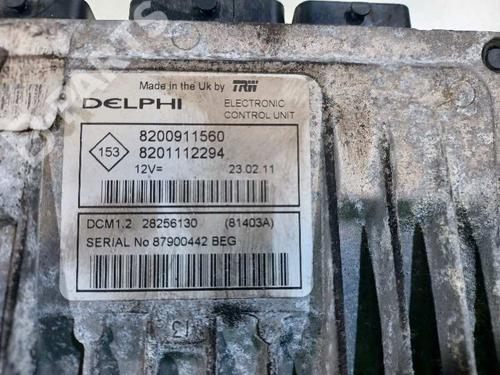 Made in the Uk by TRW
DELPHI
ELECTRONIC
CONTROL UNIT
153
8200911560
8201112294
12V=
23.02.11
DCM1.2 28256130 (81403A)
SERIAL No 87900442 BEG
13